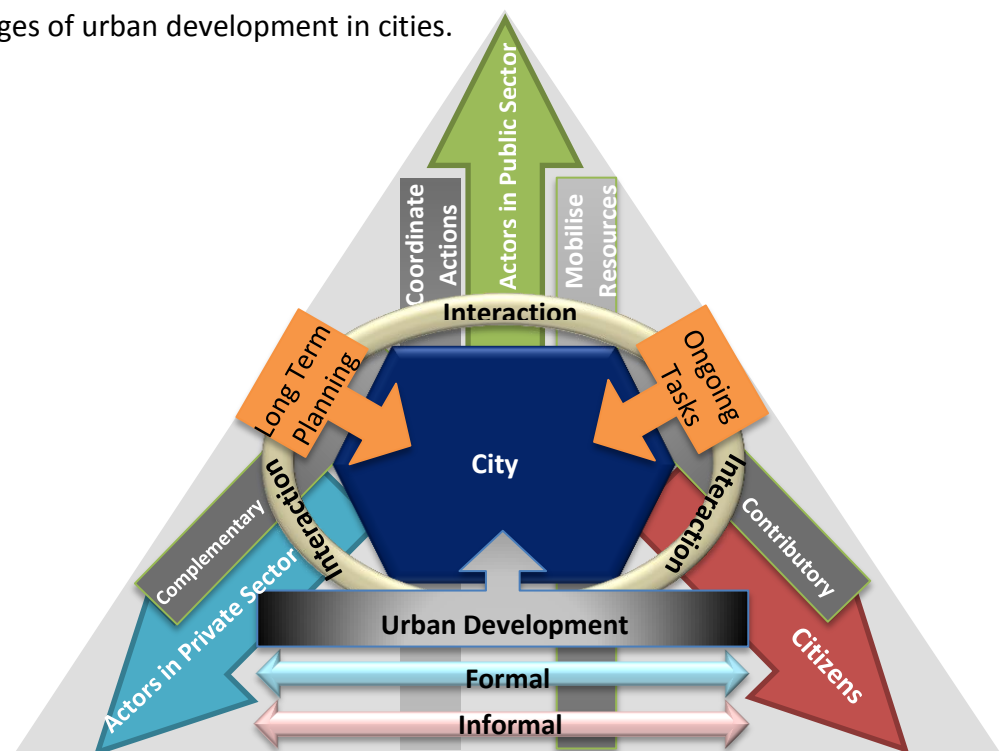 ges of urban development in cities.
Actors in Public Sector
Coordinate
Actions
Mobilise
Resources
Interaction
Long Term
Planning
Ongoing
Tasks
City
Interaction
Interaction
Complementary
Contributory
Actors in Private Sector
Citizens
Urban Development
Formal
Informal